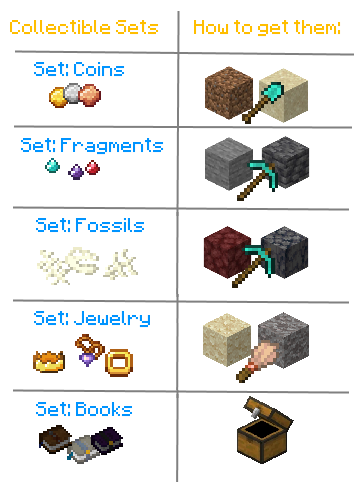 Collectible Sets How to get them:
Set: Coins
Set: Fragments
Set: Fossils
Set: Jewelry
Set: Books